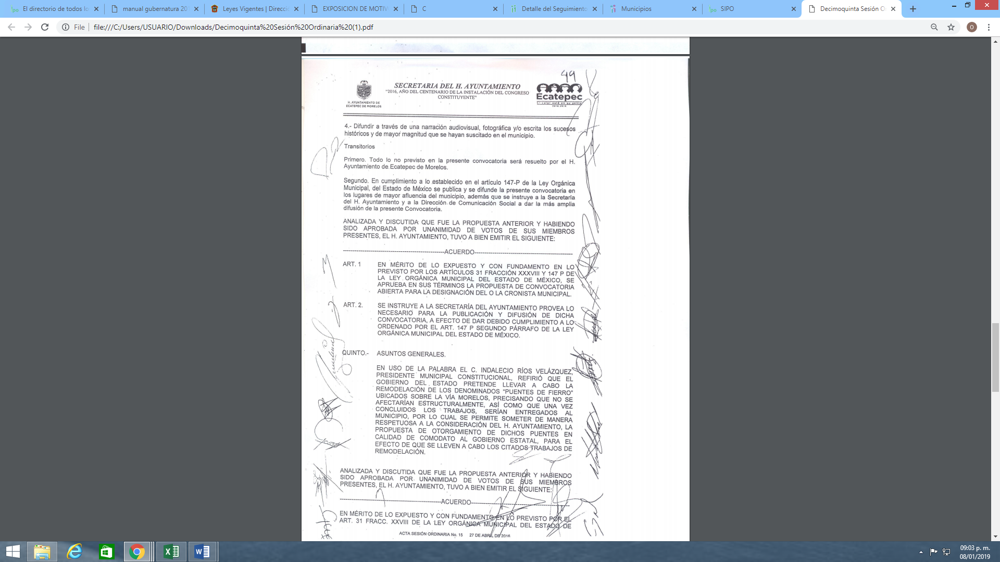 El directorio de todos lo
manual gubernatura 20
Leyes Vigentes | Direcci
EXPOSICION DE MOTIV
C
Detalle del Seguimiento
Municipios
SIPO
Decimoquinta Sesión O
File
file:///C:/Users/USUARIO/Downloads/Decimoquinta%20Sesión%20Ordinaria%20(1).pdf
O
49
H. AYUNTAMIENTO DE
ECATEPEC DE MORELOS
SECRETARIA DEL H. AYUNTAMIENTO
"2016, AÑO DEL CENTENARIO DE LA INSTALACIÓN DEL CONGRESO
CONSTITUYENTE"
Ecatepec
El valor está en su gente
2016-2018
4.- Difundir a través de una narración audiovisual, fotográfica y/o escrita los sucesos
históricos y de mayor magnitud que se hayan suscitado en el municipio.
Transitorios
Primero. Todo lo no previsto en la presente convocatoria será resuelto por el H.
Ayuntamiento de Ecatepec de Morelos.
Segundo. En cumplimiento a lo establecido en el artículo 147-P de la Ley Orgánica
Municipal, del Estado de México se publica y se difunde la presente convocatoria en
los lugares de mayor afluencia del municipio, además que se instruye a la Secretaría
del H. Ayuntamiento y a la Dirección de Comunicación Social a dar la más amplia
difusión de la presente Convocatoria.
ANALIZADA Y DISCUTIDA QUE FUE LA PROPUESTA ANTERIOR Y HABIENDO
SIDO APROBADA POR UNANIMIDAD DE VOTOS DE SUS MIEMBROS
PRESENTES, EL H. AYUNTAMIENTO, TUVO A BIEN EMITIR EL SIGUIENTE:
------------------------------------------------ACUERDO-----------------------------------------------
ART. 1 EN MÉRITO DE LO EXPUESTO Y CON FUNDAMENTO EN LO
PREVISTO POR LOS ARTÍCULOS 31 FRACCIÓN XXXVIII Y 147 P DE
LA LEY ORGÁNICA MUNICIPAL DEL ESTADO DE MÉXICO, SE
APRUEBA EN SUS TÉRMINOS LA PROPUESTA DE CONVOCATORIA
ABIERTA PARA LA DESIGNACIÓN DEL O LA CRONISTA MUNICIPAL.
ART. 2. SE INSTRUYE A LA SECRETARÍA DEL AYUNTAMIENTO PROVEA LO
NECESARIO PARA LA PUBLICACIÓN Y DIFUSIÓN DE DICHA
CONVOCATORIA, A EFECTO DE DAR DEBIDO CUMPLIMIENTO A LO
ORDENADO POR EL ART. 147 P SEGUNDO PÁRRAFO DE LA LEY
ORGÁNICA MUNICIPAL DEL ESTADO DE MÉXICO.
QUINTO.- ASUNTOS GENERALES.
EN USO DE LA PALABRA EL C. INDALECIO RÍOS VELÁZQUEZ,
PRESIDENTE MUNICIPAL CONSTITUCIONAL, REFIRIÓ QUE EL
GOBIERNO DEL ESTADO PRETENDE LLEVAR A CABO LA
REMODELACIÓN DE LOS DENOMINADOS "PUENTES DE FIERRO"
UBICADOS SOBRE LA VÍA MORELOS, PRECISANDO QUE NO SE
AFECTARÍAN ESTRUCTURALMENTE, ASÍ COMO QUE UNA VEZ
CONCLUIDOS LOS TRABAJOS, SERÍAN ENTREGADOS AL
MUNICIPIO, POR LO CUAL SE PERMITE SOMETER DE MANERA
RESPETUOSA A LA CONSIDERACIÓN DEL H. AYUNTAMIENTO, LA
PROPUESTA DE OTORGAMIENTO DE DICHOS PUENTES EN
CALIDAD DE COMODATO AL GOBIERNO ESTATAL, PARA EL
EFECTO DE QUE SE LLEVEN A CABO LOS CITADOS TRABAJOS DE
REMODELACIÓN.
ANALIZADA Y DISCUTIDA QUE FUE LA PROPUESTA ANTERIOR Y HABIENDO
SIDO APROBADA POR UNANIMIDAD DE VOTOS DE SUS MIEMBROS
PRESENTES, EL H. AYUNTAMIENTO, TUVO A BIEN EMITIR EL SIGUIENTE:
------------------------------------------------ACUERDO-----------------------------------------------
EN MÉRITO DE LO EXPUESTO Y CON FUNDAMENTO EN LO PREVISTO POR EL
ART. 31 FRACC. XXVIII DE LA LEY ORGÁNICA MUNICIPAL DEL ESTADO DE
ACTA SESIÓN ORDINARIA No. 15 27 DE ABRIL DE 2016
09:03 p. m.
08/01/2019